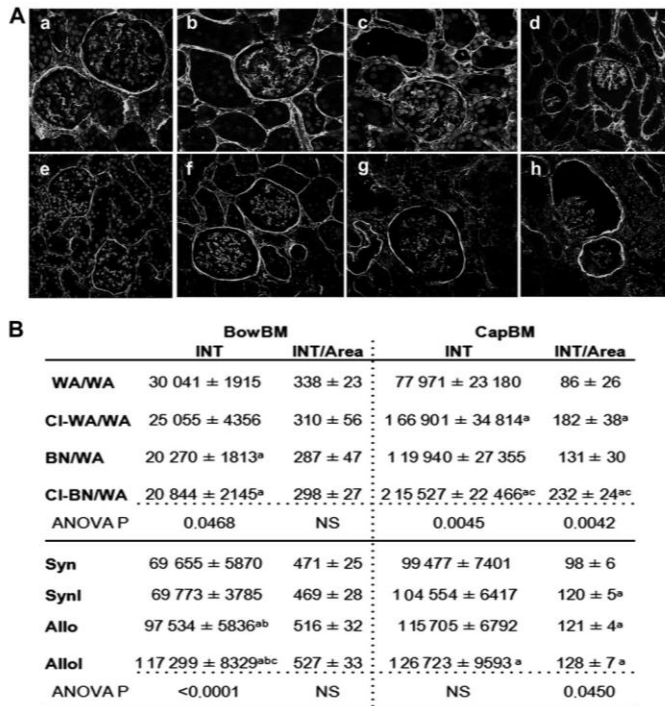 A
a b c d
e f g h
B
BowBM CapBM
INT INT/Area INT INT/Area
WA/WA 30 041 ± 1915 338 ± 23 77 971 ± 23 180 86 ± 26
CI-WA/WA 25 055 ± 4356 310 ± 56 1 66 901 ± 34 814ᵃ 182 ± 38ᵃ
BN/WA 20 270 ± 1813ᵃ 287 ± 47 1 19 940 ± 27 355 131 ± 30
CI-BN/WA 20 844 ± 2145ᵃ 298 ± 27 2 15 527 ± 22 466ᵃᶜ 232 ± 24ᵃᶜ
ANOVA P 0.0468 NS 0.0045 0.0042
Syn 69 655 ± 5870 471 ± 25 99 477 ± 7401 98 ± 6
SynI 69 773 ± 3785 469 ± 28 1 04 554 ± 6417 120 ± 5ᵃ
Allo 97 534 ± 5836ᵃᵇ 516 ± 32 115 705 ± 6792 121 ± 4ᵃ
AlloI 1 17 299 ± 8329ᵃᵇᶜ 527 ± 33 1 26 723 ± 9593 ᵃ 128 ± 7 ᵃ
ANOVA P <0.0001 NS NS 0.0450